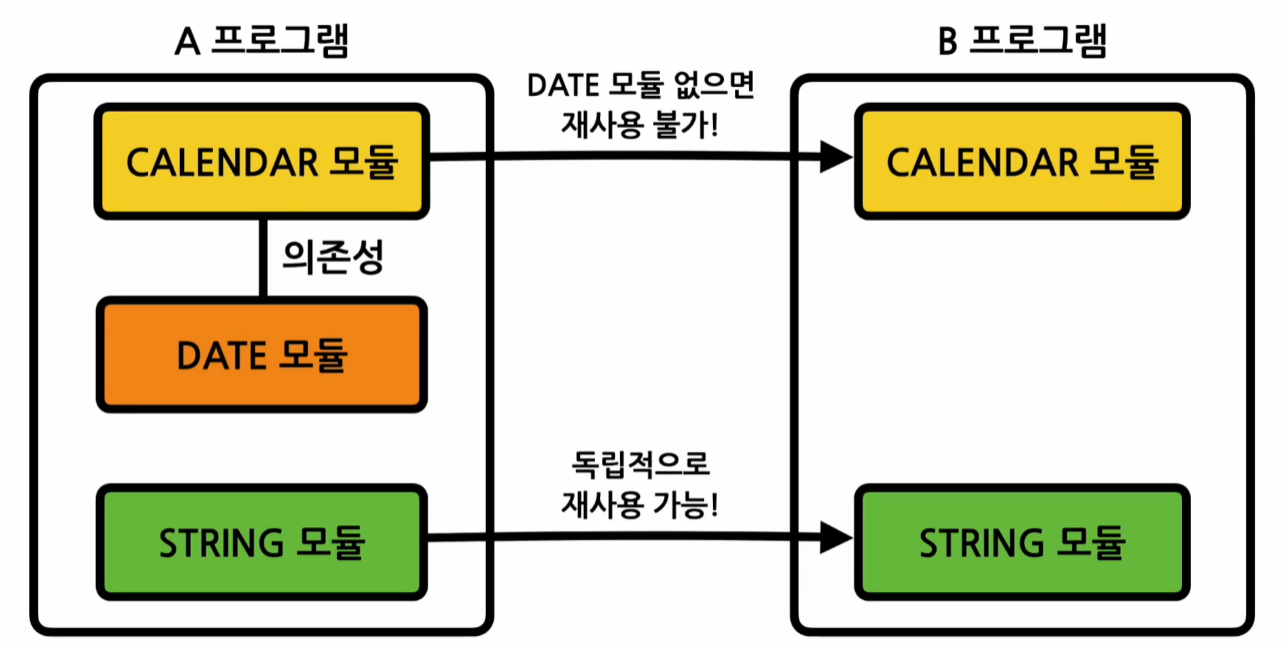 A 프로그램
B 프로그램
DATE 모듈 없으면
재사용 불가!
CALENDAR 모듈
CALENDAR 모듈
의존성
DATE 모듈
독립적으로
재사용 가능!
STRING 모듈
STRING 모듈